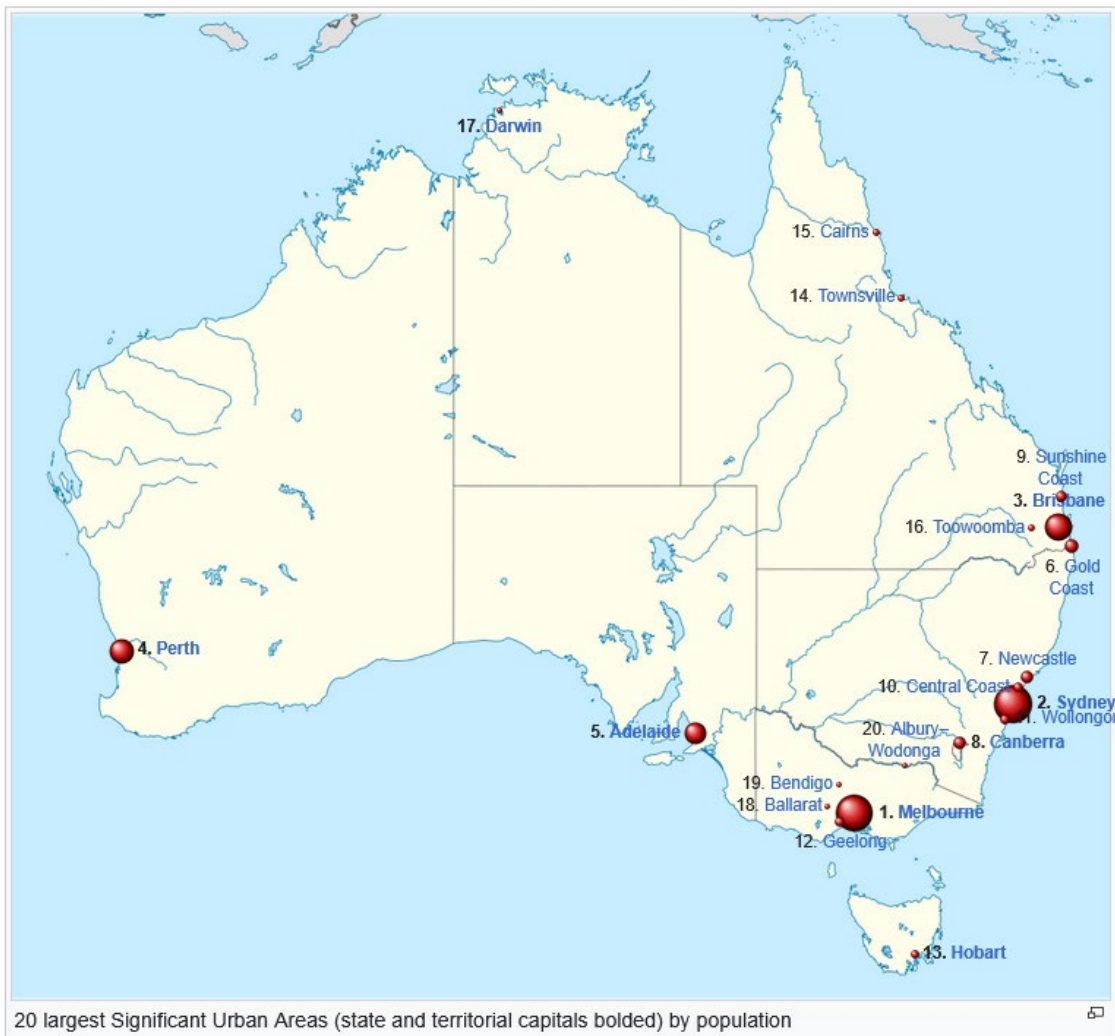 17. Darwin
15. Cairns
14. Townsville
9. Sunshine
Coast
3. Brisbane
16. Toowoomba
6. Gold
Coast
4. Perth
7. Newcastle
10. Central Coast
2. Sydney
1. Wollongon
5. Adelaide
20. Albury–
Wodonga
8. Canberra
19. Bendigo
18. Ballarat
1. Melbourne
12. Geelong
13. Hobart
20 largest Significant Urban Areas (state and territorial capitals bolded) by population